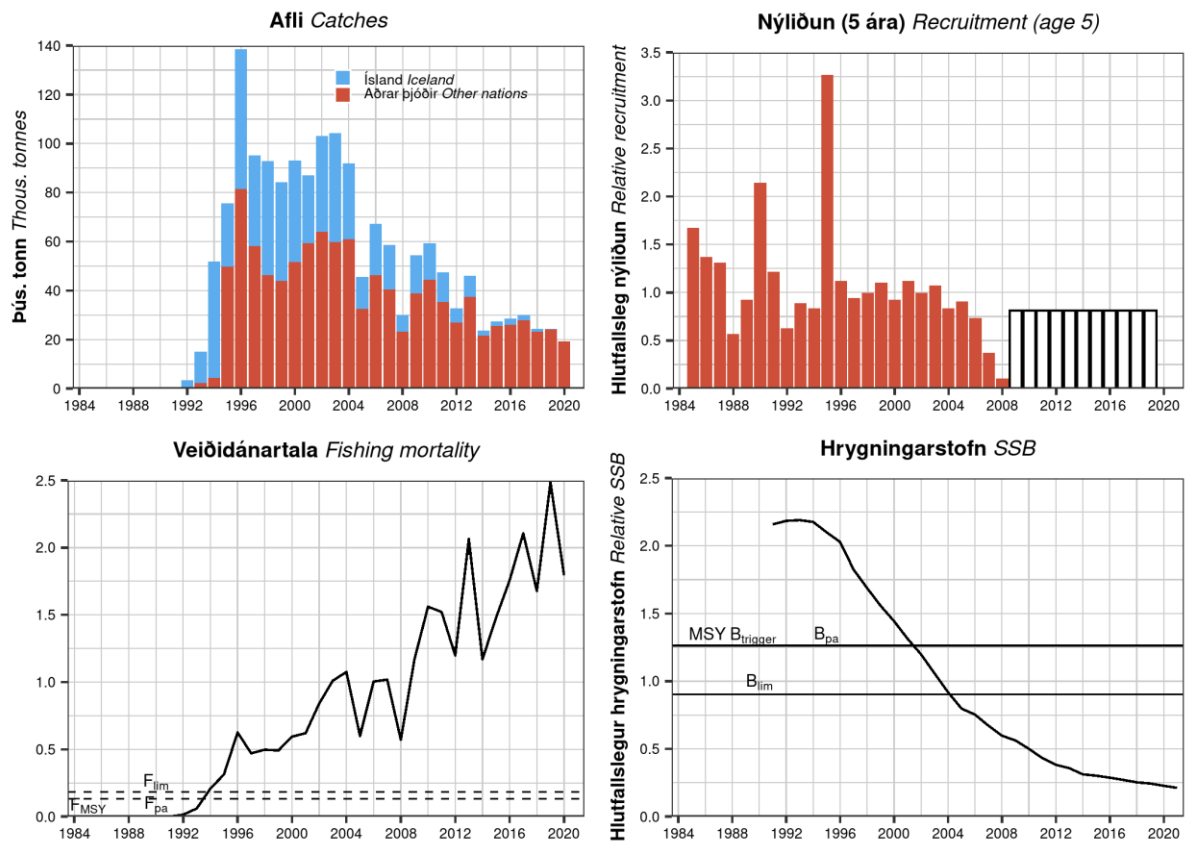 Afli Catches
Þús. tonn Thous. tonnes
140
120
100
80
60
40
20
0
Ísland Iceland
Aðrar þjóðir Other nations
1984 1988 1992 1996 2000 2004 2008 2012 2016 2020
Nýliðun (5 ára) Recruitment (age 5)
Hlutfallsleg nýliðun Relative recruitment
3.5
3.0
2.5
2.0
1.5
1.0
0.5
0.0
1984 1988 1992 1996 2000 2004 2008 2012 2016 2020
Veiðidánartala Fishing mortality
2.5
2.0
1.5
1.0
0.5
0.0
Flim
FMSY Fpa
1984 1988 1992 1996 2000 2004 2008 2012 2016 2020
Hrygningarstofn SSB
Hlutfallslegur hrygningarstofn Relative SSB
2.5
2.0
1.5
1.0
0.5
0.0
MSY Btrigger Bpa
Blim
1984 1988 1992 1996 2000 2004 2008 2012 2016 2020